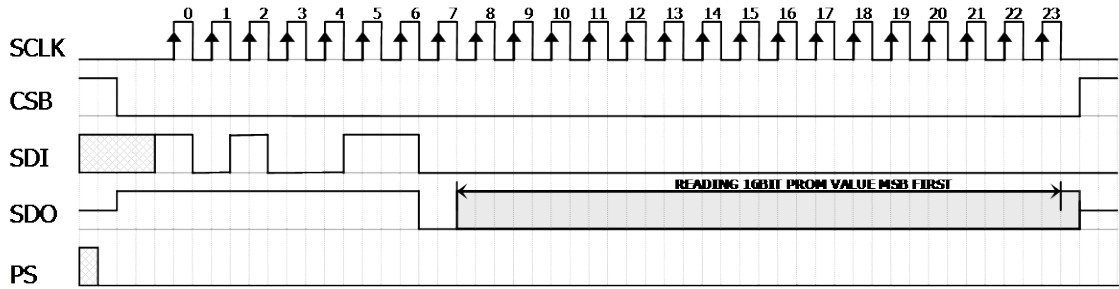 0 1 2 3 4 5 6 7 8 9 10 11 12 13 14 15 16 17 18 19 20 21 22 23
SCLK
CSB
SDI
READING 16BIT PROM VALUE MSB FIRST
SDO
PS